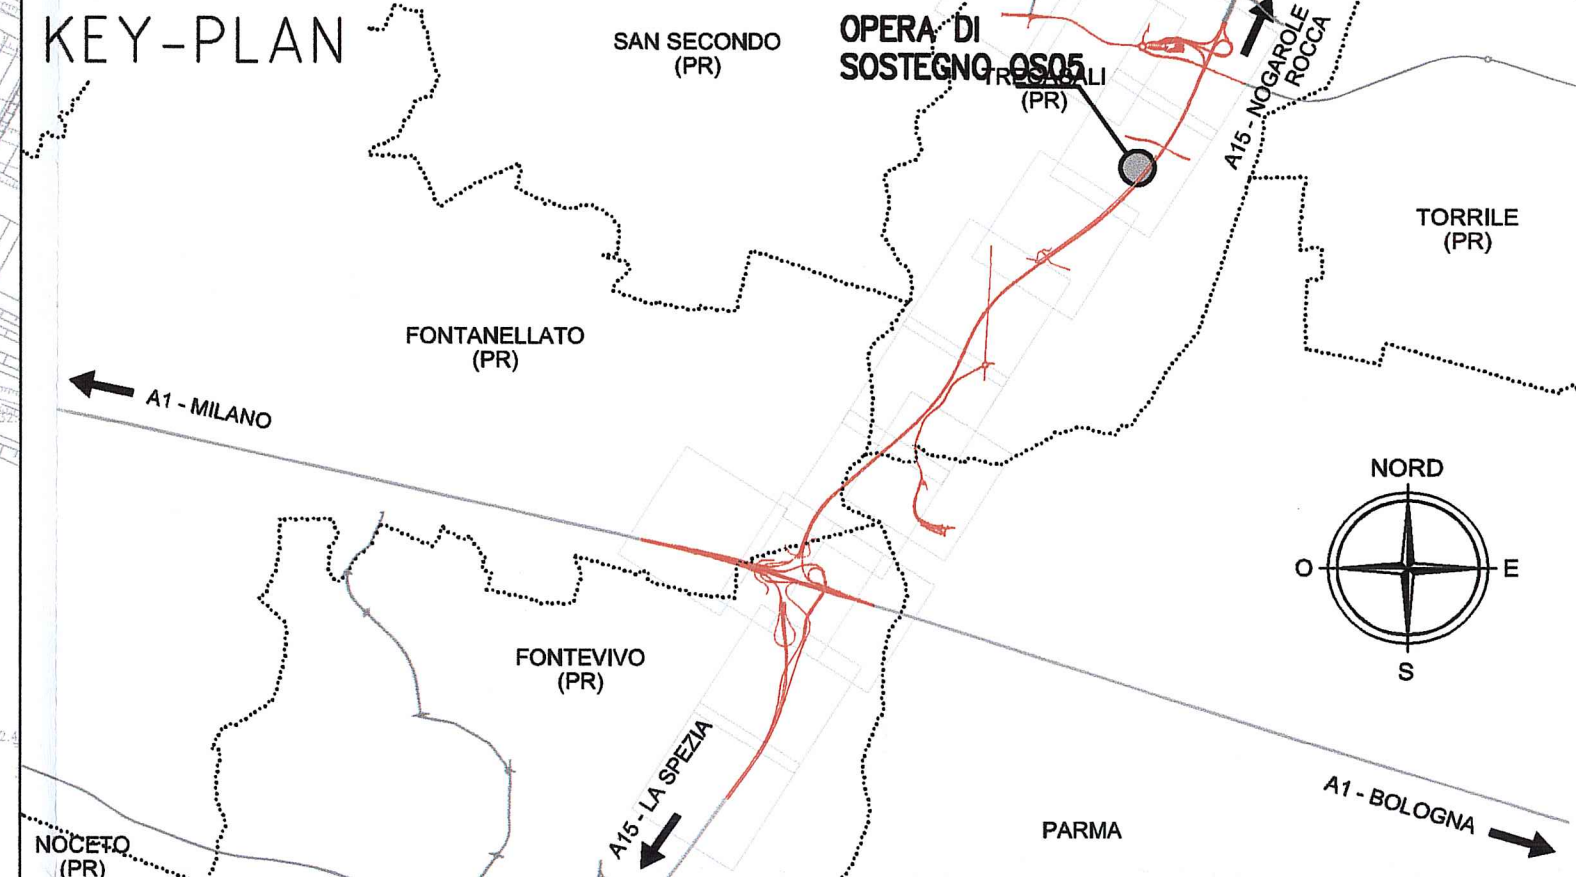 KEY-PLAN
SAN SECONDO
(PR)
OPERA DI
SOSTEGNO OS05
TRECASALI
(PR)
A15 - NOGAROLE
ROCCA
TORRILE
(PR)
FONTANELLATO
(PR)
A1 - MILANO
NORD
O
E
S
FONTEVIVO
(PR)
A15 - LA SPEZIA
A1 - BOLOGNA
PARMA
NOCETO
(PR)